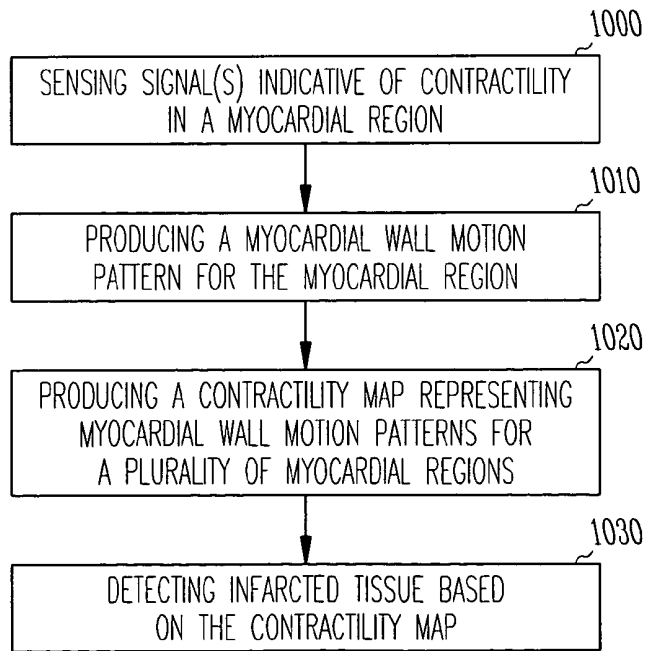 1000
SENSING SIGNAL(S) INDICATIVE OF CONTRACTILITY
IN A MYOCARDIAL REGION
1010
PRODUCING A MYOCARDIAL WALL MOTION
PATTERN FOR THE MYOCARDIAL REGION
1020
PRODUCING A CONTRACTILITY MAP REPRESENTING
MYOCARDIAL WALL MOTION PATTERNS FOR
A PLURALITY OF MYOCARDIAL REGIONS
1030
DETECTING INFARCTED TISSUE BASED
ON THE CONTRACTILITY MAP